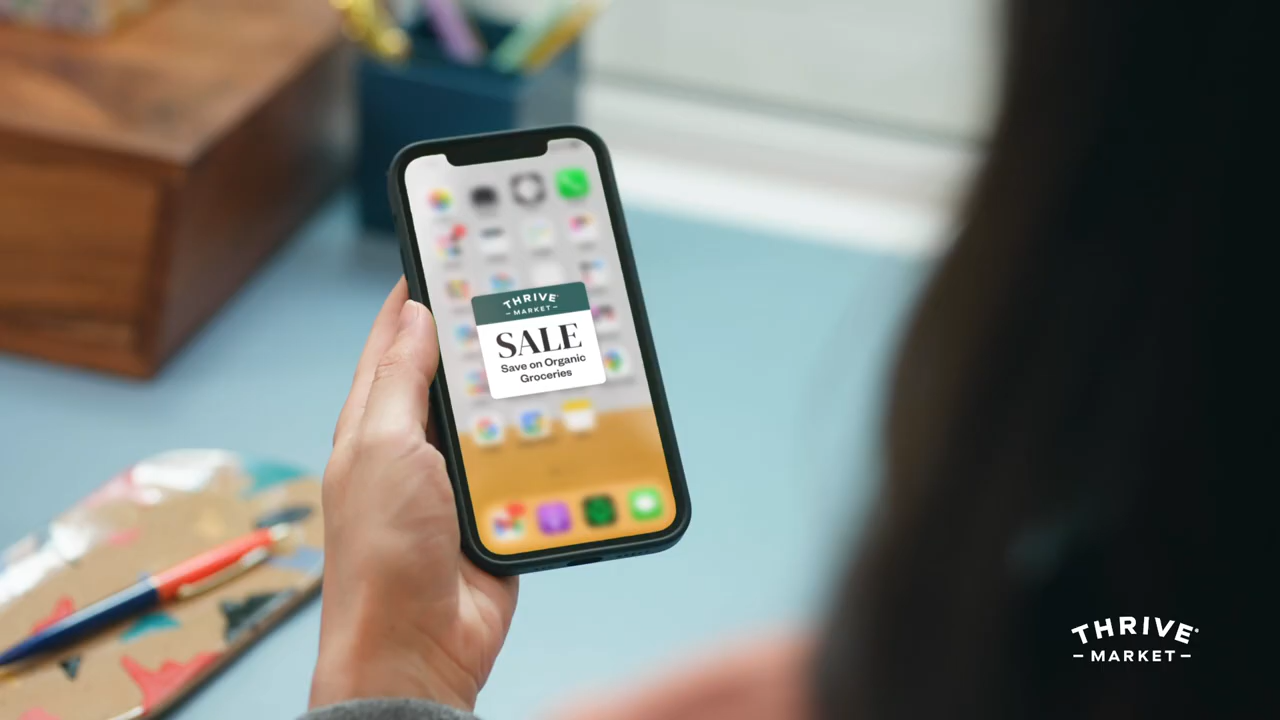 THRIVE
MARKET
SALE
Save on Organic
Groceries
THRIVE
MARKET